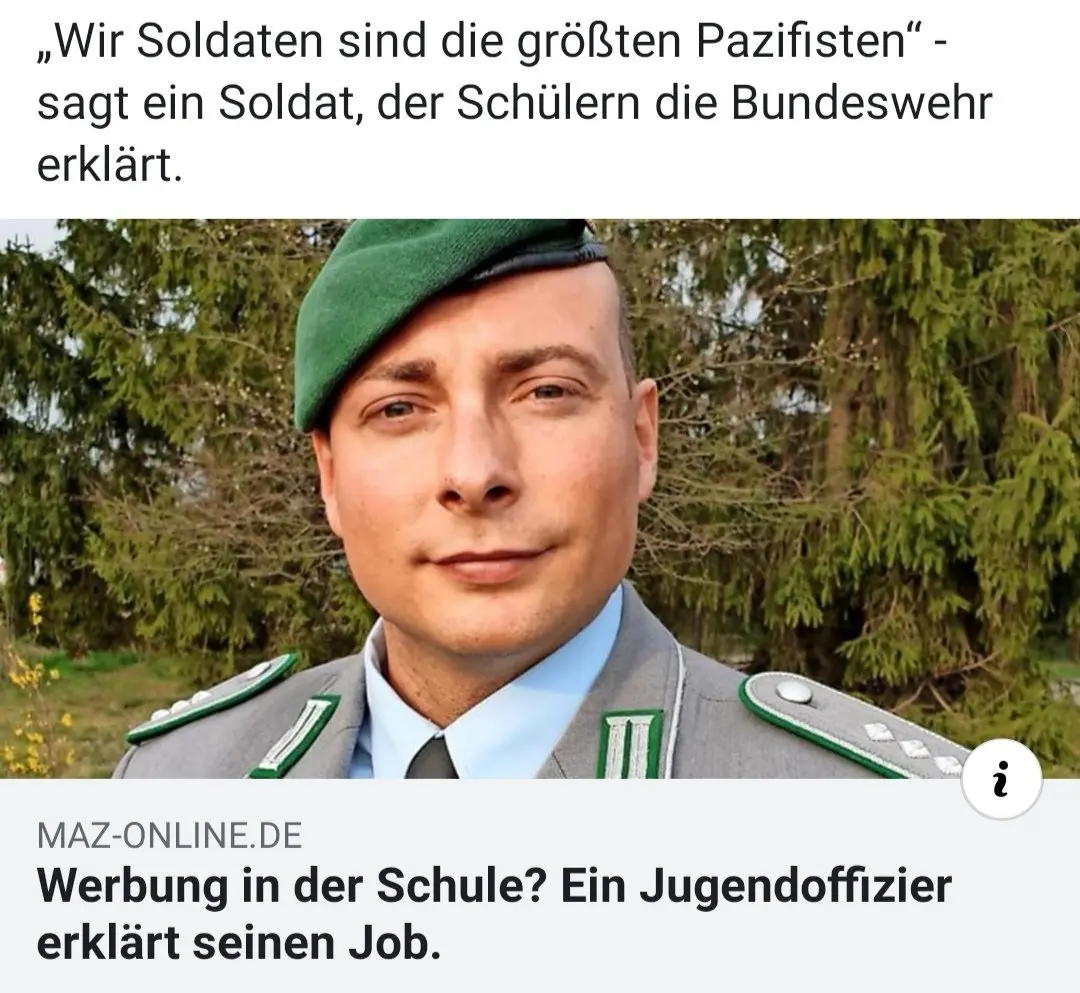 „Wir Soldaten sind die größten Pazifisten“ -
sagt ein Soldat, der Schülern die Bundeswehr
erklärt.
i
MAZ-ONLINE.DE
Werbung in der Schule? Ein Jugendoffizier
erklärt seinen Job.